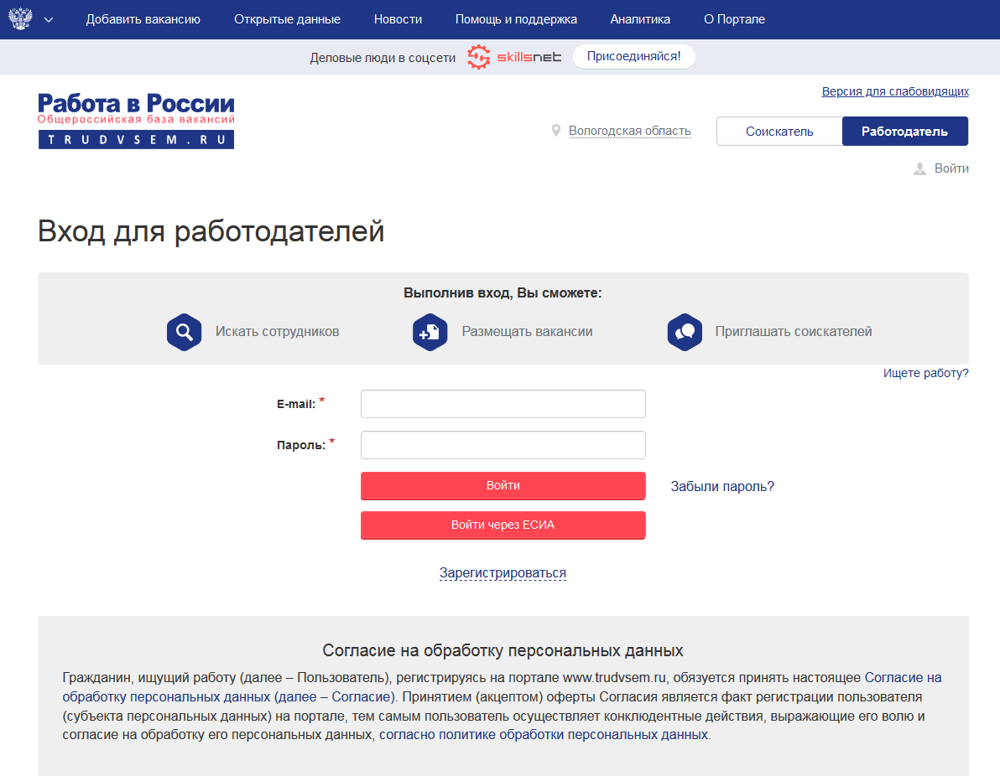 Добавить вакансию Открытые данные Новости Помощь и поддержка Аналитика О Портале
Деловые люди в соцсети skillsnet Присоединяйся!
Версия для слабовидящих
Работа в России
Общероссийская база вакансий
TRUDVSEM.RU
Вологодская область Соискатель Работодатель
Войти
Вход для работодателей
Выполнив вход, Вы сможете:
Искать сотрудников Размещать вакансии Приглашать соискателей
Ищете работу?
E-mail: *
Пароль: *
Войти Забыли пароль?
Войти через ЕСИА
Зарегистрироваться
Согласие на обработку персональных данных
Гражданин, ищущий работу (далее – Пользователь), регистрируясь на портале www.trudvsem.ru, обязуется принять настоящее Согласие на
обработку персональных данных (далее – Согласие). Принятием (акцептом) оферты Согласия является факт регистрации пользователя
(субъекта персональных данных) на портале, тем самым пользователь осуществляет конклюдентные действия, выражающие его волю и
согласие на обработку его персональных данных, согласно политике обработки персональных данных.